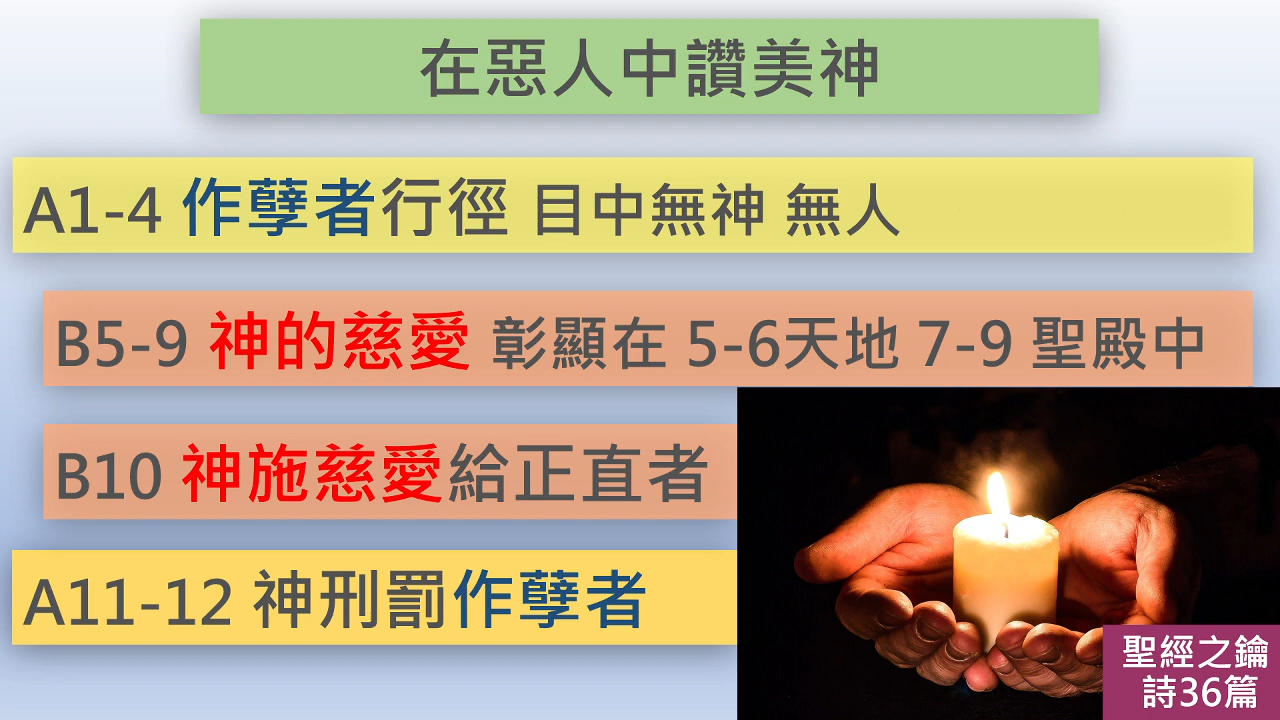 在惡人中讚美神
A1-4 作孽者行徑 目中無神 無人
B5-9 神的慈愛 彰顯在 5-6天地 7-9 聖殿中
B10 神施慈愛給正直者
A11-12 神刑罰作孽者
聖經之鑰
詩36篇